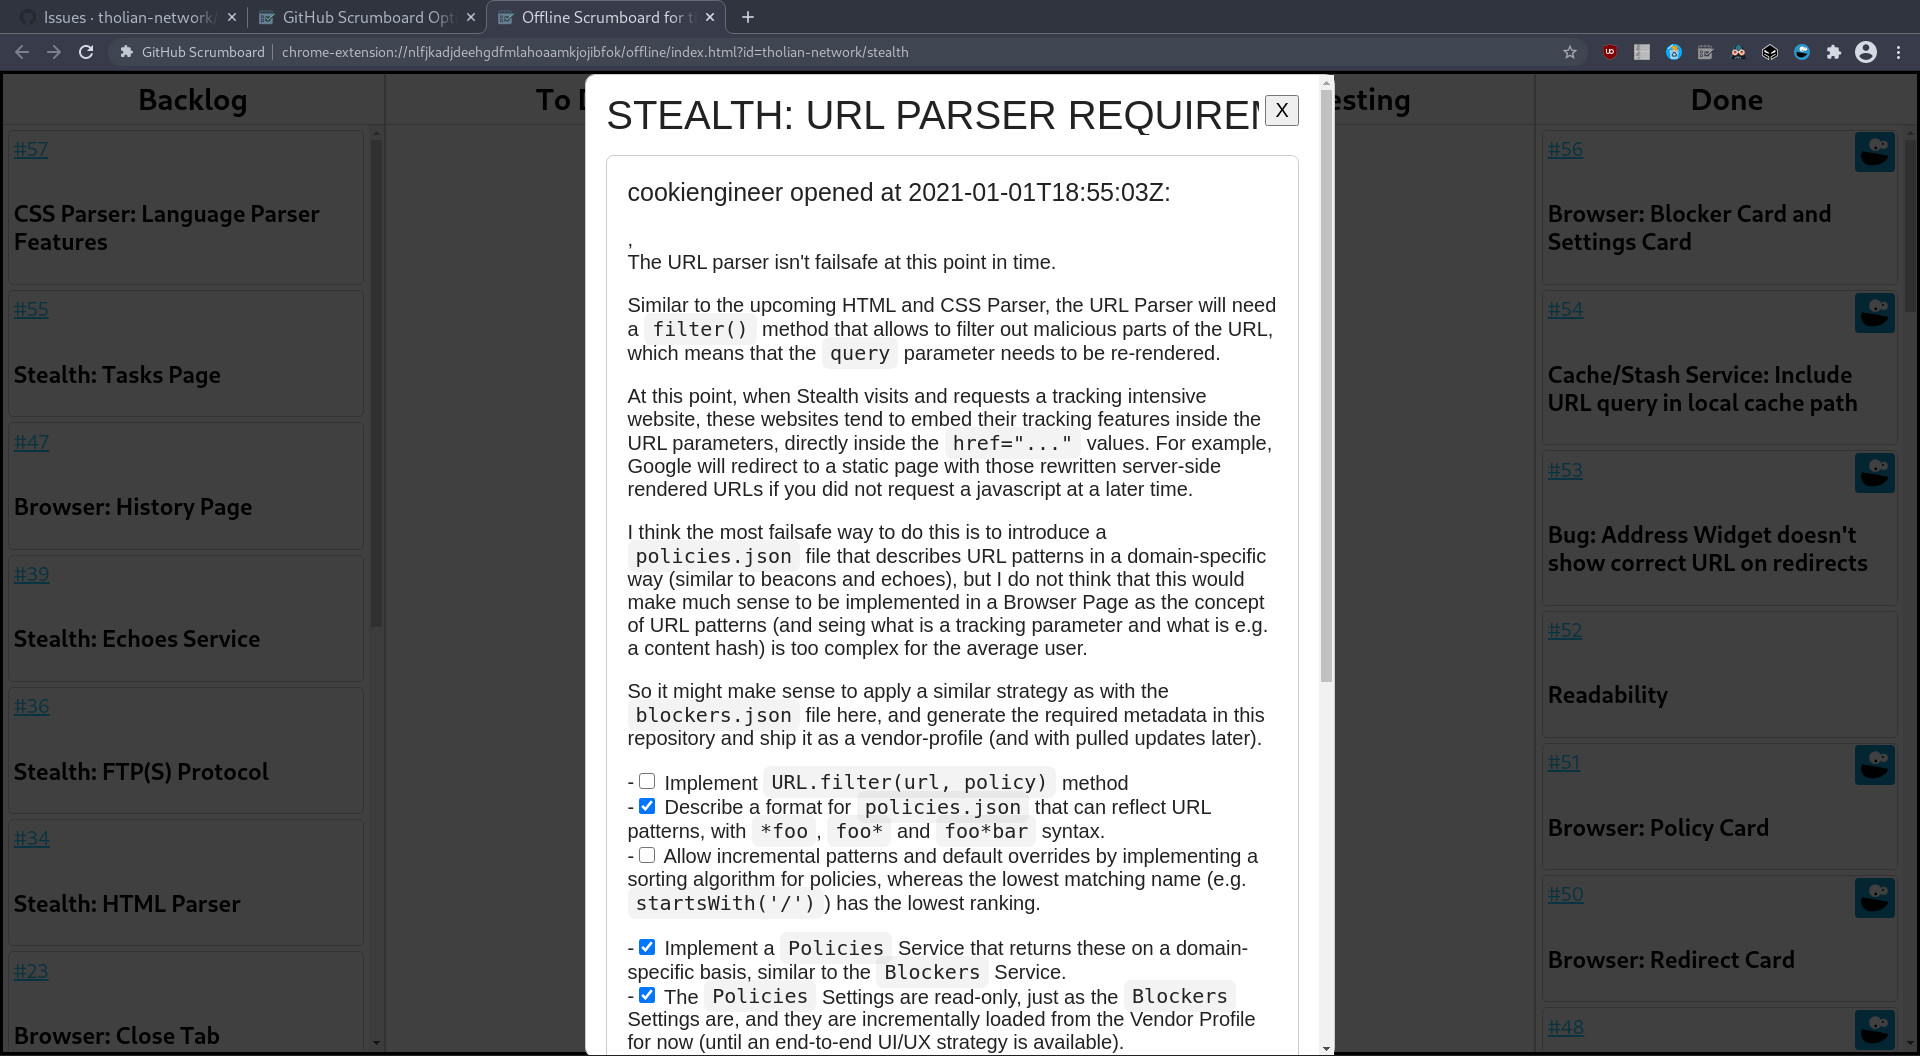 Issues · tholian-network/
GitHub Scrumboard Opt
Offline Scrumboard for t
GitHub Scrumboard
chrome-extension://nlfjkadjdeehgdfmlahoaamkjojibfok/offline/index.html?id=tholian-network/stealth
Backlog
To D
esting
Done
#57
CSS Parser: Language Parser
Features
#55
Stealth: Tasks Page
#47
Browser: History Page
#39
Stealth: Echoes Service
#36
Stealth: FTP(S) Protocol
#34
Stealth: HTML Parser
#23
Browser: Close Tab
STEALTH: URL PARSER REQUIREM
X
cookiengineer opened at 2021-01-01T18:55:03Z:
,
The URL parser isn't failsafe at this point in time.
Similar to the upcoming HTML and CSS Parser, the URL Parser will need
a filter() method that allows to filter out malicious parts of the URL,
which means that the query parameter needs to be re-rendered.
At this point, when Stealth visits and requests a tracking intensive
website, these websites tend to embed their tracking features inside the
URL parameters, directly inside the href="..." values. For example,
Google will redirect to a static page with those rewritten server-side
rendered URLs if you did not request a javascript at a later time.
I think the most failsafe way to do this is to introduce a
policies.json file that describes URL patterns in a domain-specific
way (similar to beacons and echoes), but I do not think that this would
make much sense to be implemented in a Browser Page as the concept
of URL patterns (and seing what is a tracking parameter and what is e.g.
a content hash) is too complex for the average user.
So it might make sense to apply a similar strategy as with the
blockers.json file here, and generate the required metadata in this
repository and ship it as a vendor-profile (and with pulled updates later).
- Implement URL.filter(url, policy) method
- Describe a format for policies.json that can reflect URL
patterns, with *foo , foo* and foo*bar syntax.
- Allow incremental patterns and default overrides by implementing a
sorting algorithm for policies, whereas the lowest matching name (e.g.
startsWith('/') ) has the lowest ranking.
- Implement a Policies Service that returns these on a domain-
specific basis, similar to the Blockers Service.
- The Policies Settings are read-only, just as the Blockers
Settings are, and they are incrementally loaded from the Vendor Profile
for now (until an end-to-end UI/UX strategy is available).
#56
Browser: Blocker Card and
Settings Card
#54
Cache/Stash Service: Include
URL query in local cache path
#53
Bug: Address Widget doesn't
show correct URL on redirects
#52
Readability
#51
Browser: Policy Card
#50
Browser: Redirect Card
#48